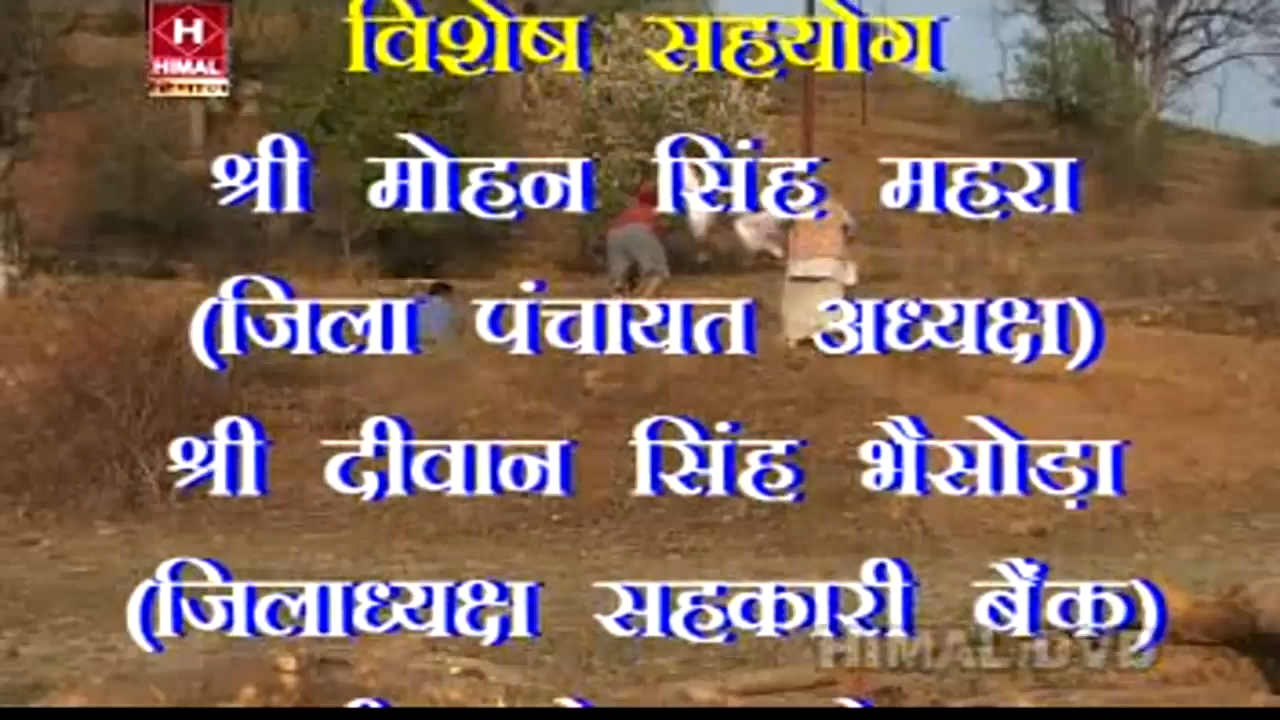 H
HIMAL
विशेष सहयोग
श्री मोहन सिंह महरा
(जिला पंचायत अध्यक्ष)
श्री दीवान सिंह भैसोड़ा
(जिलाध्यक्ष सहकारी बैंक)
HIMAL DVD